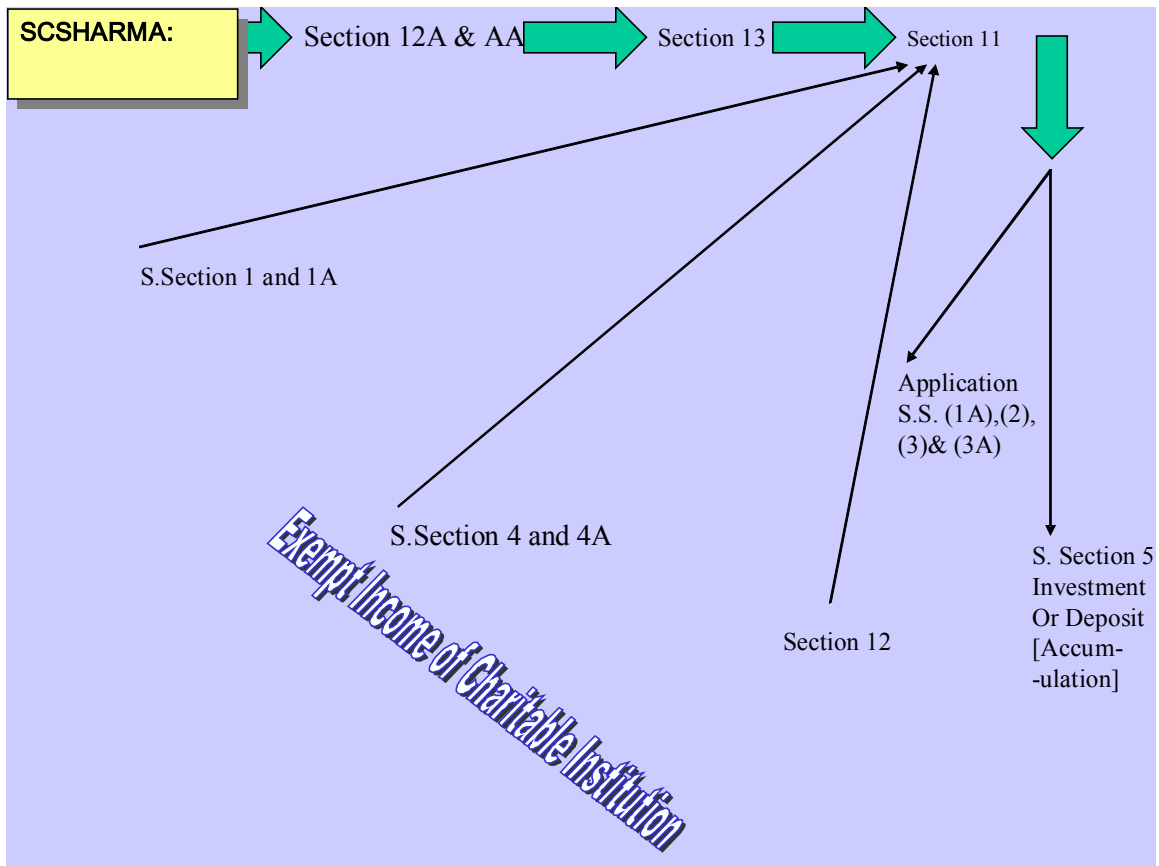 SCSHARMA:
Section 12A & AA
Section 13
Section 11
S.Section 1 and 1A
Application
S.S. (1A),(2),
(3)& (3A)
S.Section 4 and 4A
S. Section 5
Investment
Or Deposit
[Accum-
-ulation]
Section 12
Exempt Income of Charitable Institution